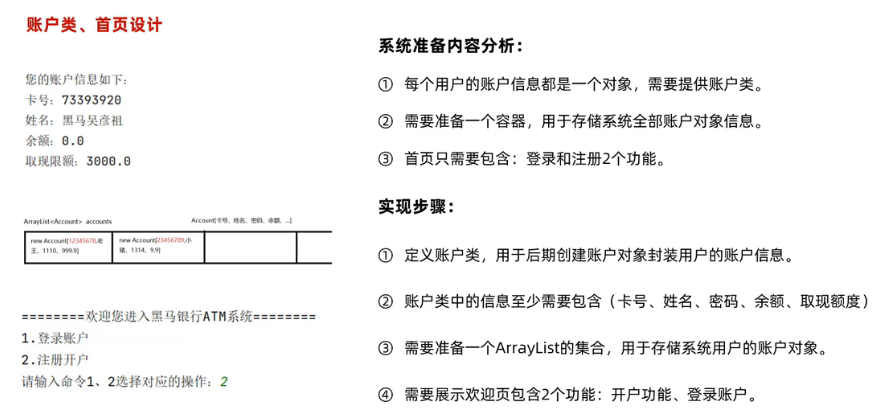 账户类、首页设计
您的账户信息如下：
卡号：73393920
姓名：黑马吴彦祖
余额：0.0
取现限额：3000.0
ArrayList<Account> accounts
Account[卡号、姓名、密码、余额、...]
new Account[12345678,老王、1110、999.9]
new Account[23456789,小猪、1314、9.9]
========欢迎您进入黑马银行ATM系统========
1.登录账户
2.注册开户
请输入命令1、2选择对应的操作：2
系统准备内容分析：
① 每个用户的账户信息都是一个对象，需要提供账户类。
② 需要准备一个容器，用于存储系统全部账户对象信息。
③ 首页只需要包含：登录和注册2个功能。
实现步骤：
① 定义账户类，用于后期创建账户对象封装用户的账户信息。
② 账户类中的信息至少需要包含（卡号、姓名、密码、余额、取现额度）
③ 需要准备一个ArrayList的集合，用于存储系统用户的账户对象。
④ 需要展示欢迎页包含2个功能：开户功能、登录账户。